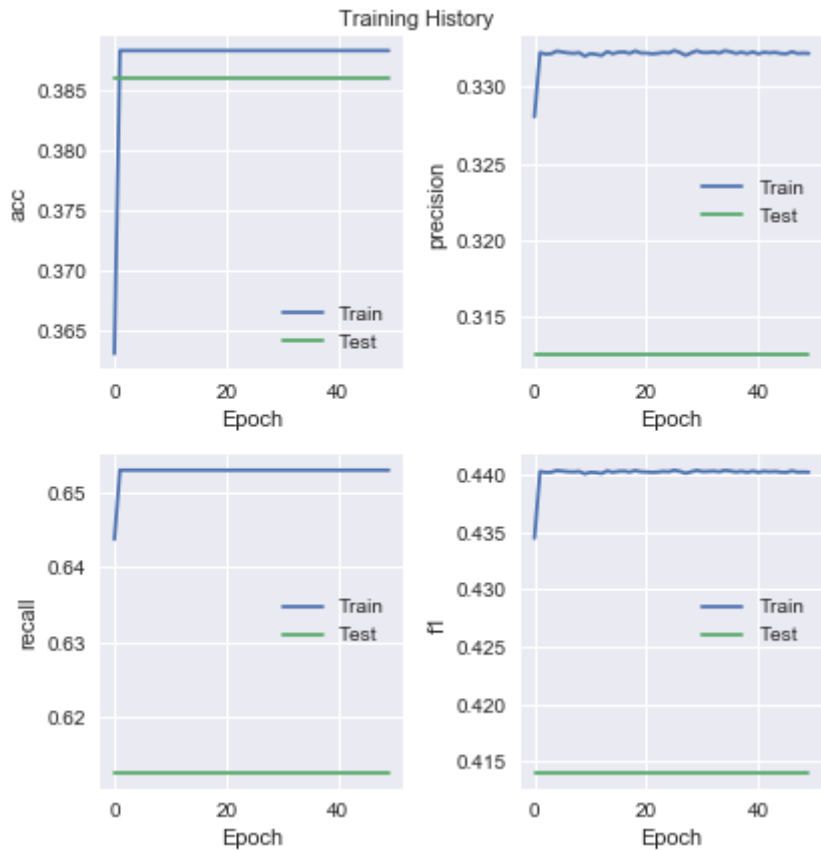 Training History
acc
0.385
0.380
0.375
0.370
0.365
Train
Test
0 20 40
Epoch
precision
0.330
0.325
0.320
0.315
Train
Test
0 20 40
Epoch
recall
0.65
0.64
0.63
0.62
Train
Test
0 20 40
Epoch
f1
0.440
0.435
0.430
0.425
0.420
0.415
Train
Test
0 20 40
Epoch